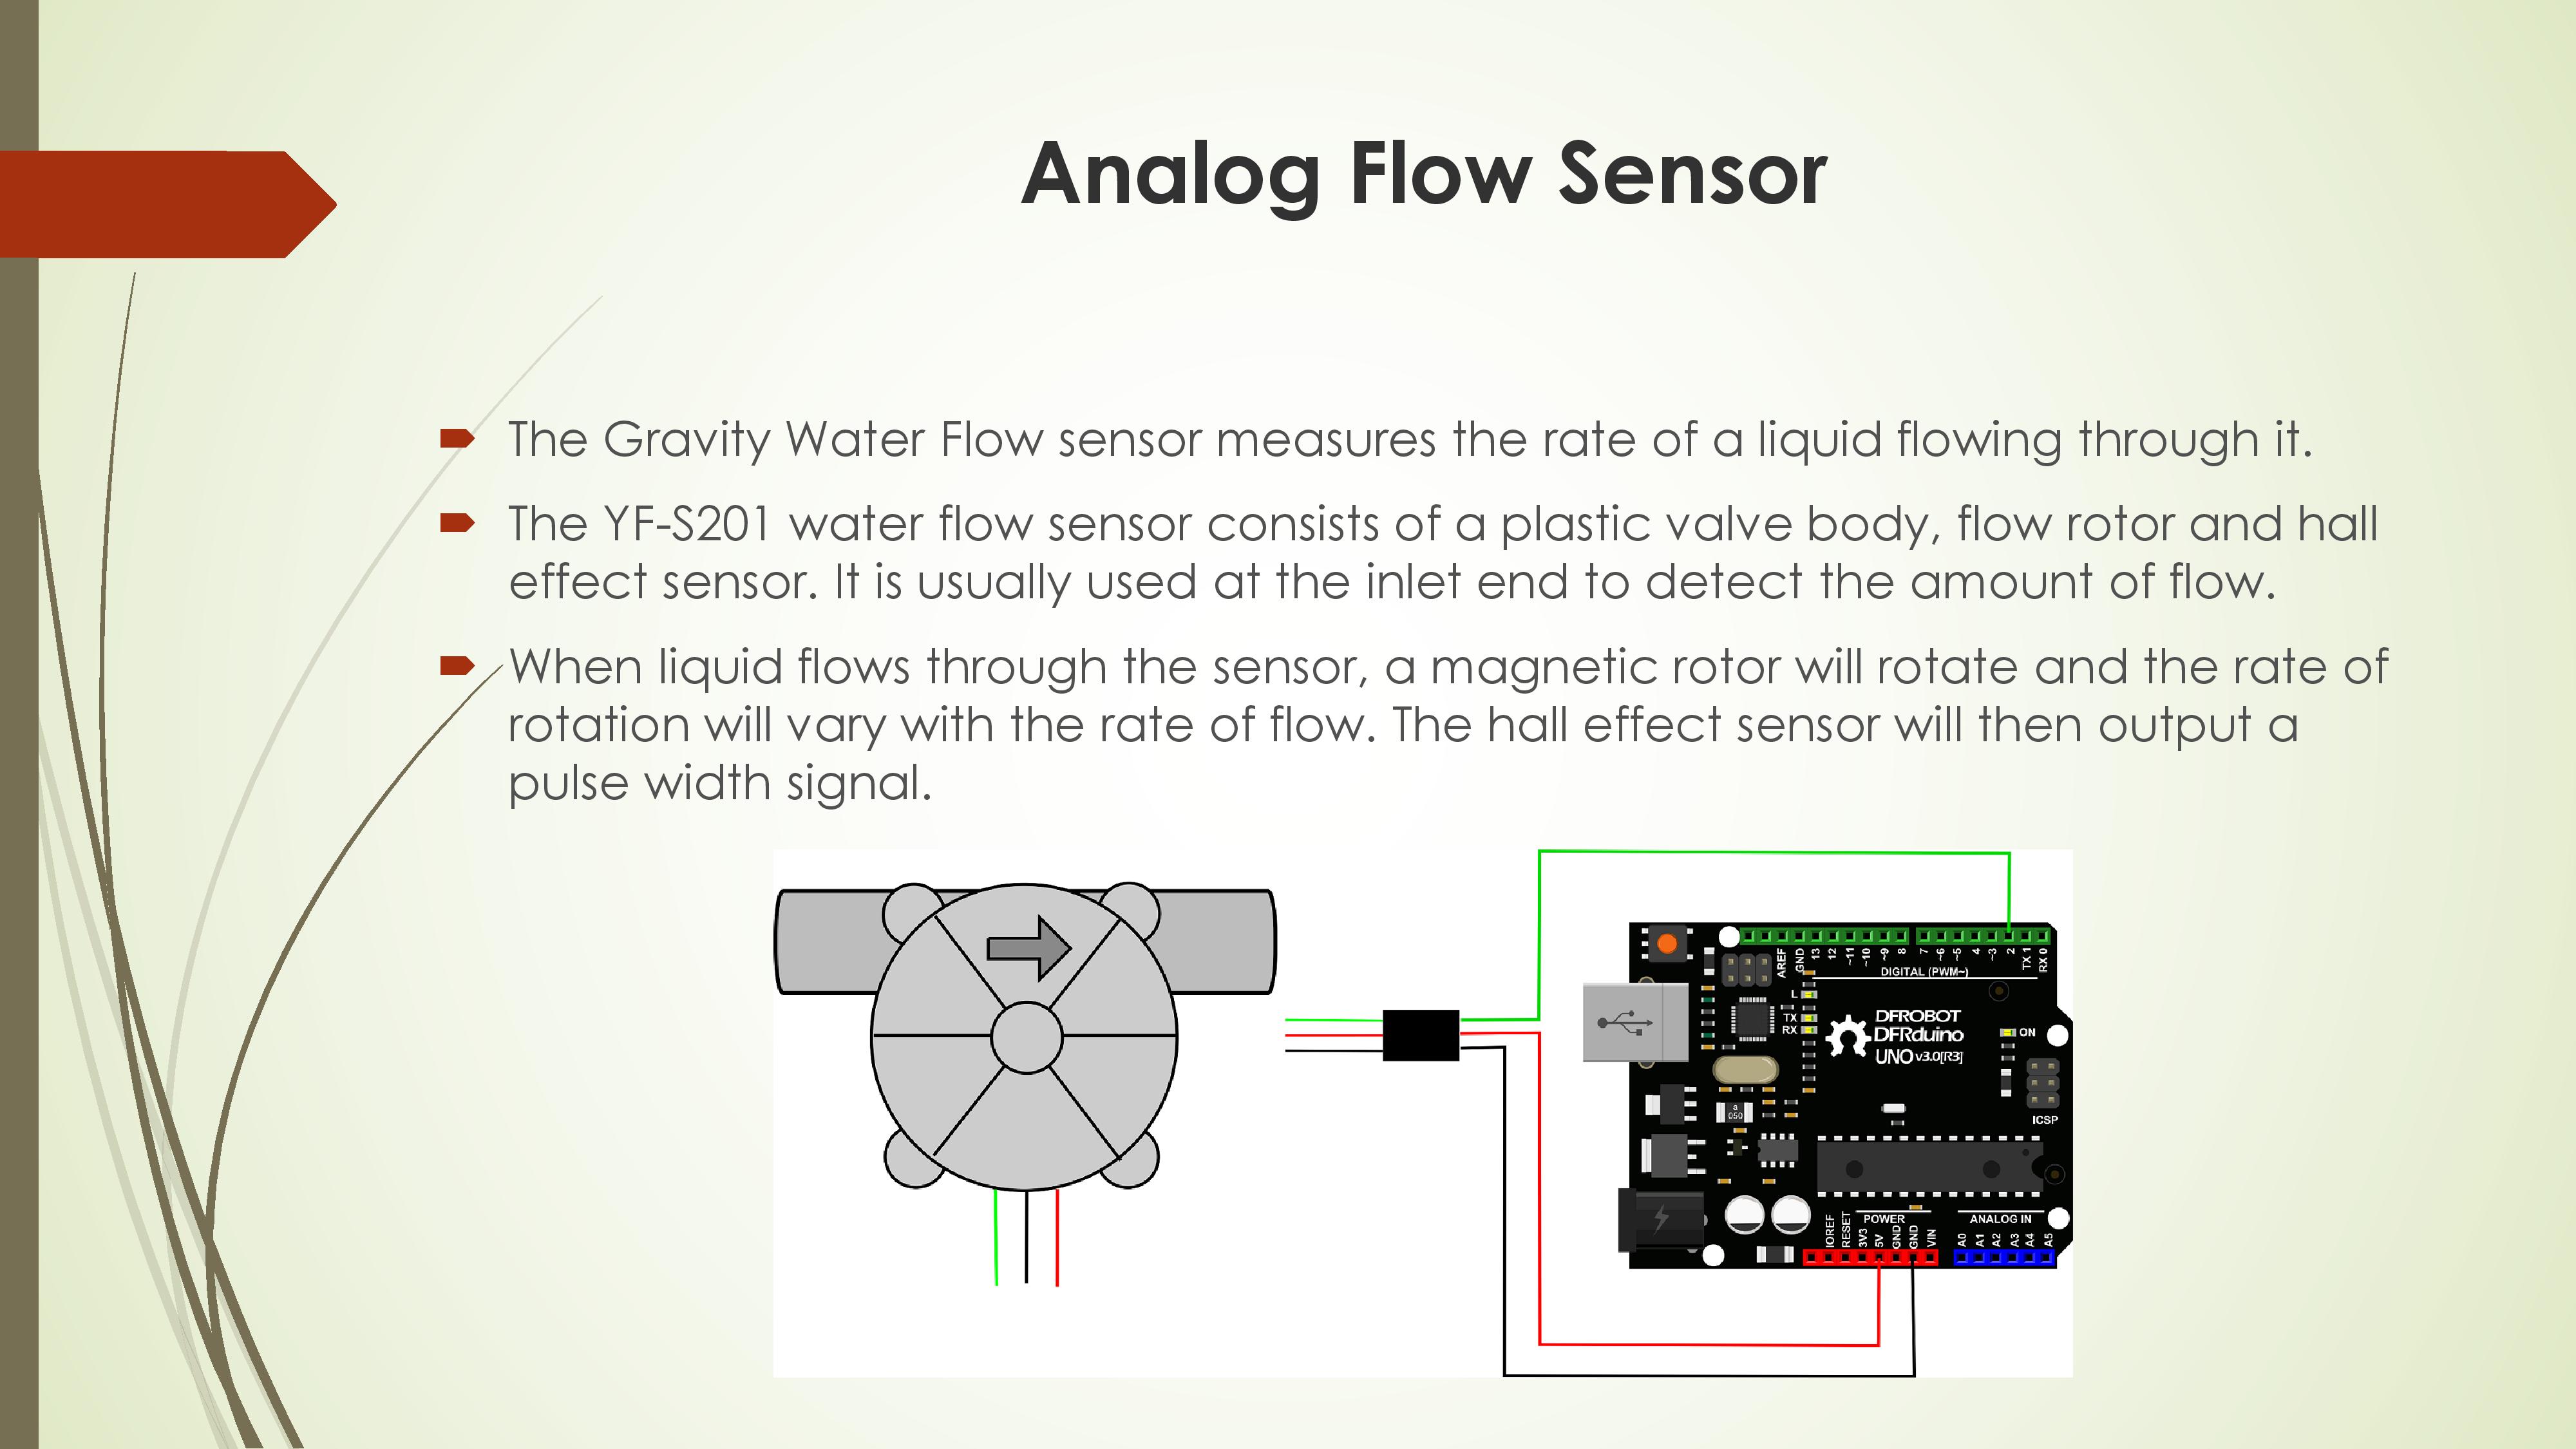 Analog Flow Sensor
The Gravity Water Flow sensor measures the rate of a liquid flowing through it.
The YF-S201 water flow sensor consists of a plastic valve body, flow rotor and hall
effect sensor. It is usually used at the inlet end to detect the amount of flow.
When liquid flows through the sensor, a magnetic rotor will rotate and the rate of
rotation will vary with the rate of flow. The hall effect sensor will then output a
pulse width signal.
AREF GND 13 12 ~11 ~10 ~9 8 7 ~6 ~5 4 ~3 2 TX 1 RX 0
DIGITAL (PWM~)
L
TX
RX
DFROBOT
DFRduino
UNO v3.0[R3]
ON
ICSP
050
POWER
ANALOG IN
IOREF RESET 3V3 5V GND GND VIN A0 A1 A2 A3 A4 A5